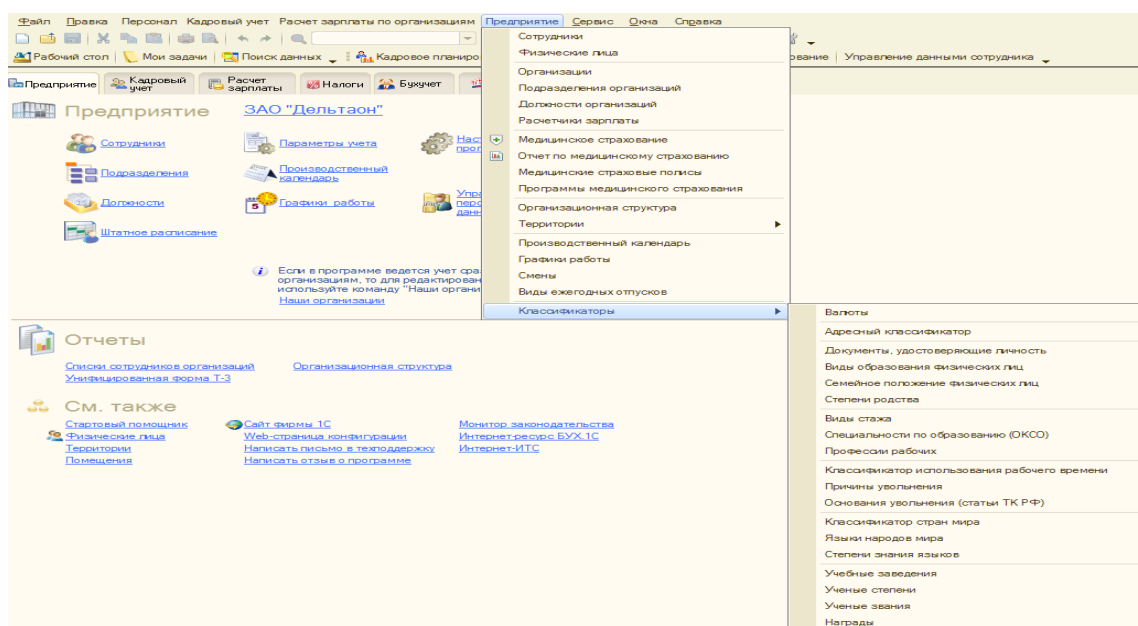 Файл Правка Персонал Кадровый учет Расчет зарплаты по организациям Предприятие Сервис Окна Справка
Рабочий стол Мои задачи Поиск данных Кадровое планиро
ование Управление данными сотрудника
Предприятие Кадровый учет Расчет зарплаты Налоги Бухучет
Предприятие ЗАО "Дельтаон"
Сотрудники Параметры учета Нас
прог
Подразделения Производственный
календарь
Должности Графики работы Упра
перс
данн
Штатное расписание
Если в программе ведется учет сра
организациям, то для редактирован
используйте команду "Наши органи
Наши организации
Отчеты
Списки сотрудников организаций Организационная структура
Унифицированная форма Т-3
См. также
Стартовый помощник Сайт фирмы 1С Монитор законодательства
Физические лица Web-страница конфигурации Интернет-ресурс БУХ.1С
Территории Написать письмо в техподдержку Интернет-ИТС
Помещения Написать отзыв о программе
Сотрудники
Физические лица
Организации
Подразделения организаций
Должности организаций
Расчетчики зарплаты
Медицинское страхование
Отчет по медицинскому страхованию
Медицинские страховые полисы
Программы медицинского страхования
Организационная структура
Территории
Производственный календарь
Графики работы
Смены
Виды ежегодных отпусков
Классификаторы
Валюты
Адресный классификатор
Документы, удостоверяющие личность
Виды образования физических лиц
Семейное положение физических лиц
Степени родства
Виды стажа
Специальности по образованию (ОКСО)
Профессии рабочих
Классификатор использования рабочего времени
Причины увольнения
Основания увольнения (статьи ТК РФ)
Классификатор стран мира
Языки народов мира
Степени знания языков
Учебные заведения
Ученые степени
Ученые звания
Награды